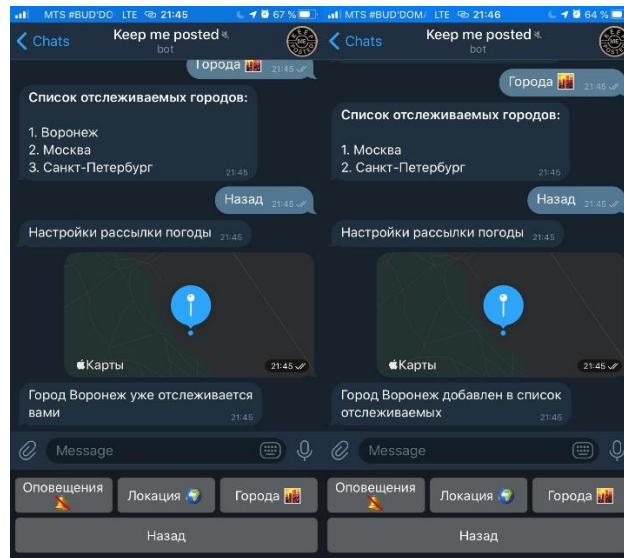 MTS #BUD'DO LTE 21:45 67 %
Chats
Keep me posted
bot
Города 21:45
Список отслеживаемых городов:
1. Воронеж
2. Москва
3. Санкт-Петербург
21:45
Назад 21:45
Настройки рассылки погоды 21:45
Карты
21:45
Город Воронеж уже отслеживается
вами
21:45
Message
Оповещения
Локация
Города
Назад
MTS #BUD'DOM/ LTE 21:46 64 %
Chats
Keep me posted
bot
Города 21:45
Список отслеживаемых городов:
1. Москва
2. Санкт-Петербург
21:45
Назад 21:45
Настройки рассылки погоды 21:45
Карты
21:45
Город Воронеж добавлен в список
отслеживаемых
21:45
Message
Оповещения
Локация
Города
Назад